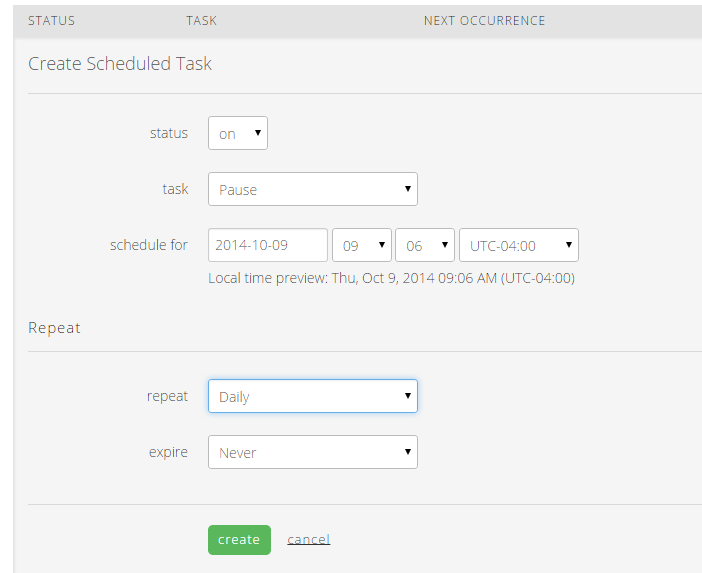 STATUS TASK NEXT OCCURRENCE
Create Scheduled Task
status on
task Pause
schedule for 2014-10-09 09 06 UTC-04:00
Local time preview: Thu, Oct 9, 2014 09:06 AM (UTC-04:00)
Repeat
repeat Daily
expire Never
create cancel